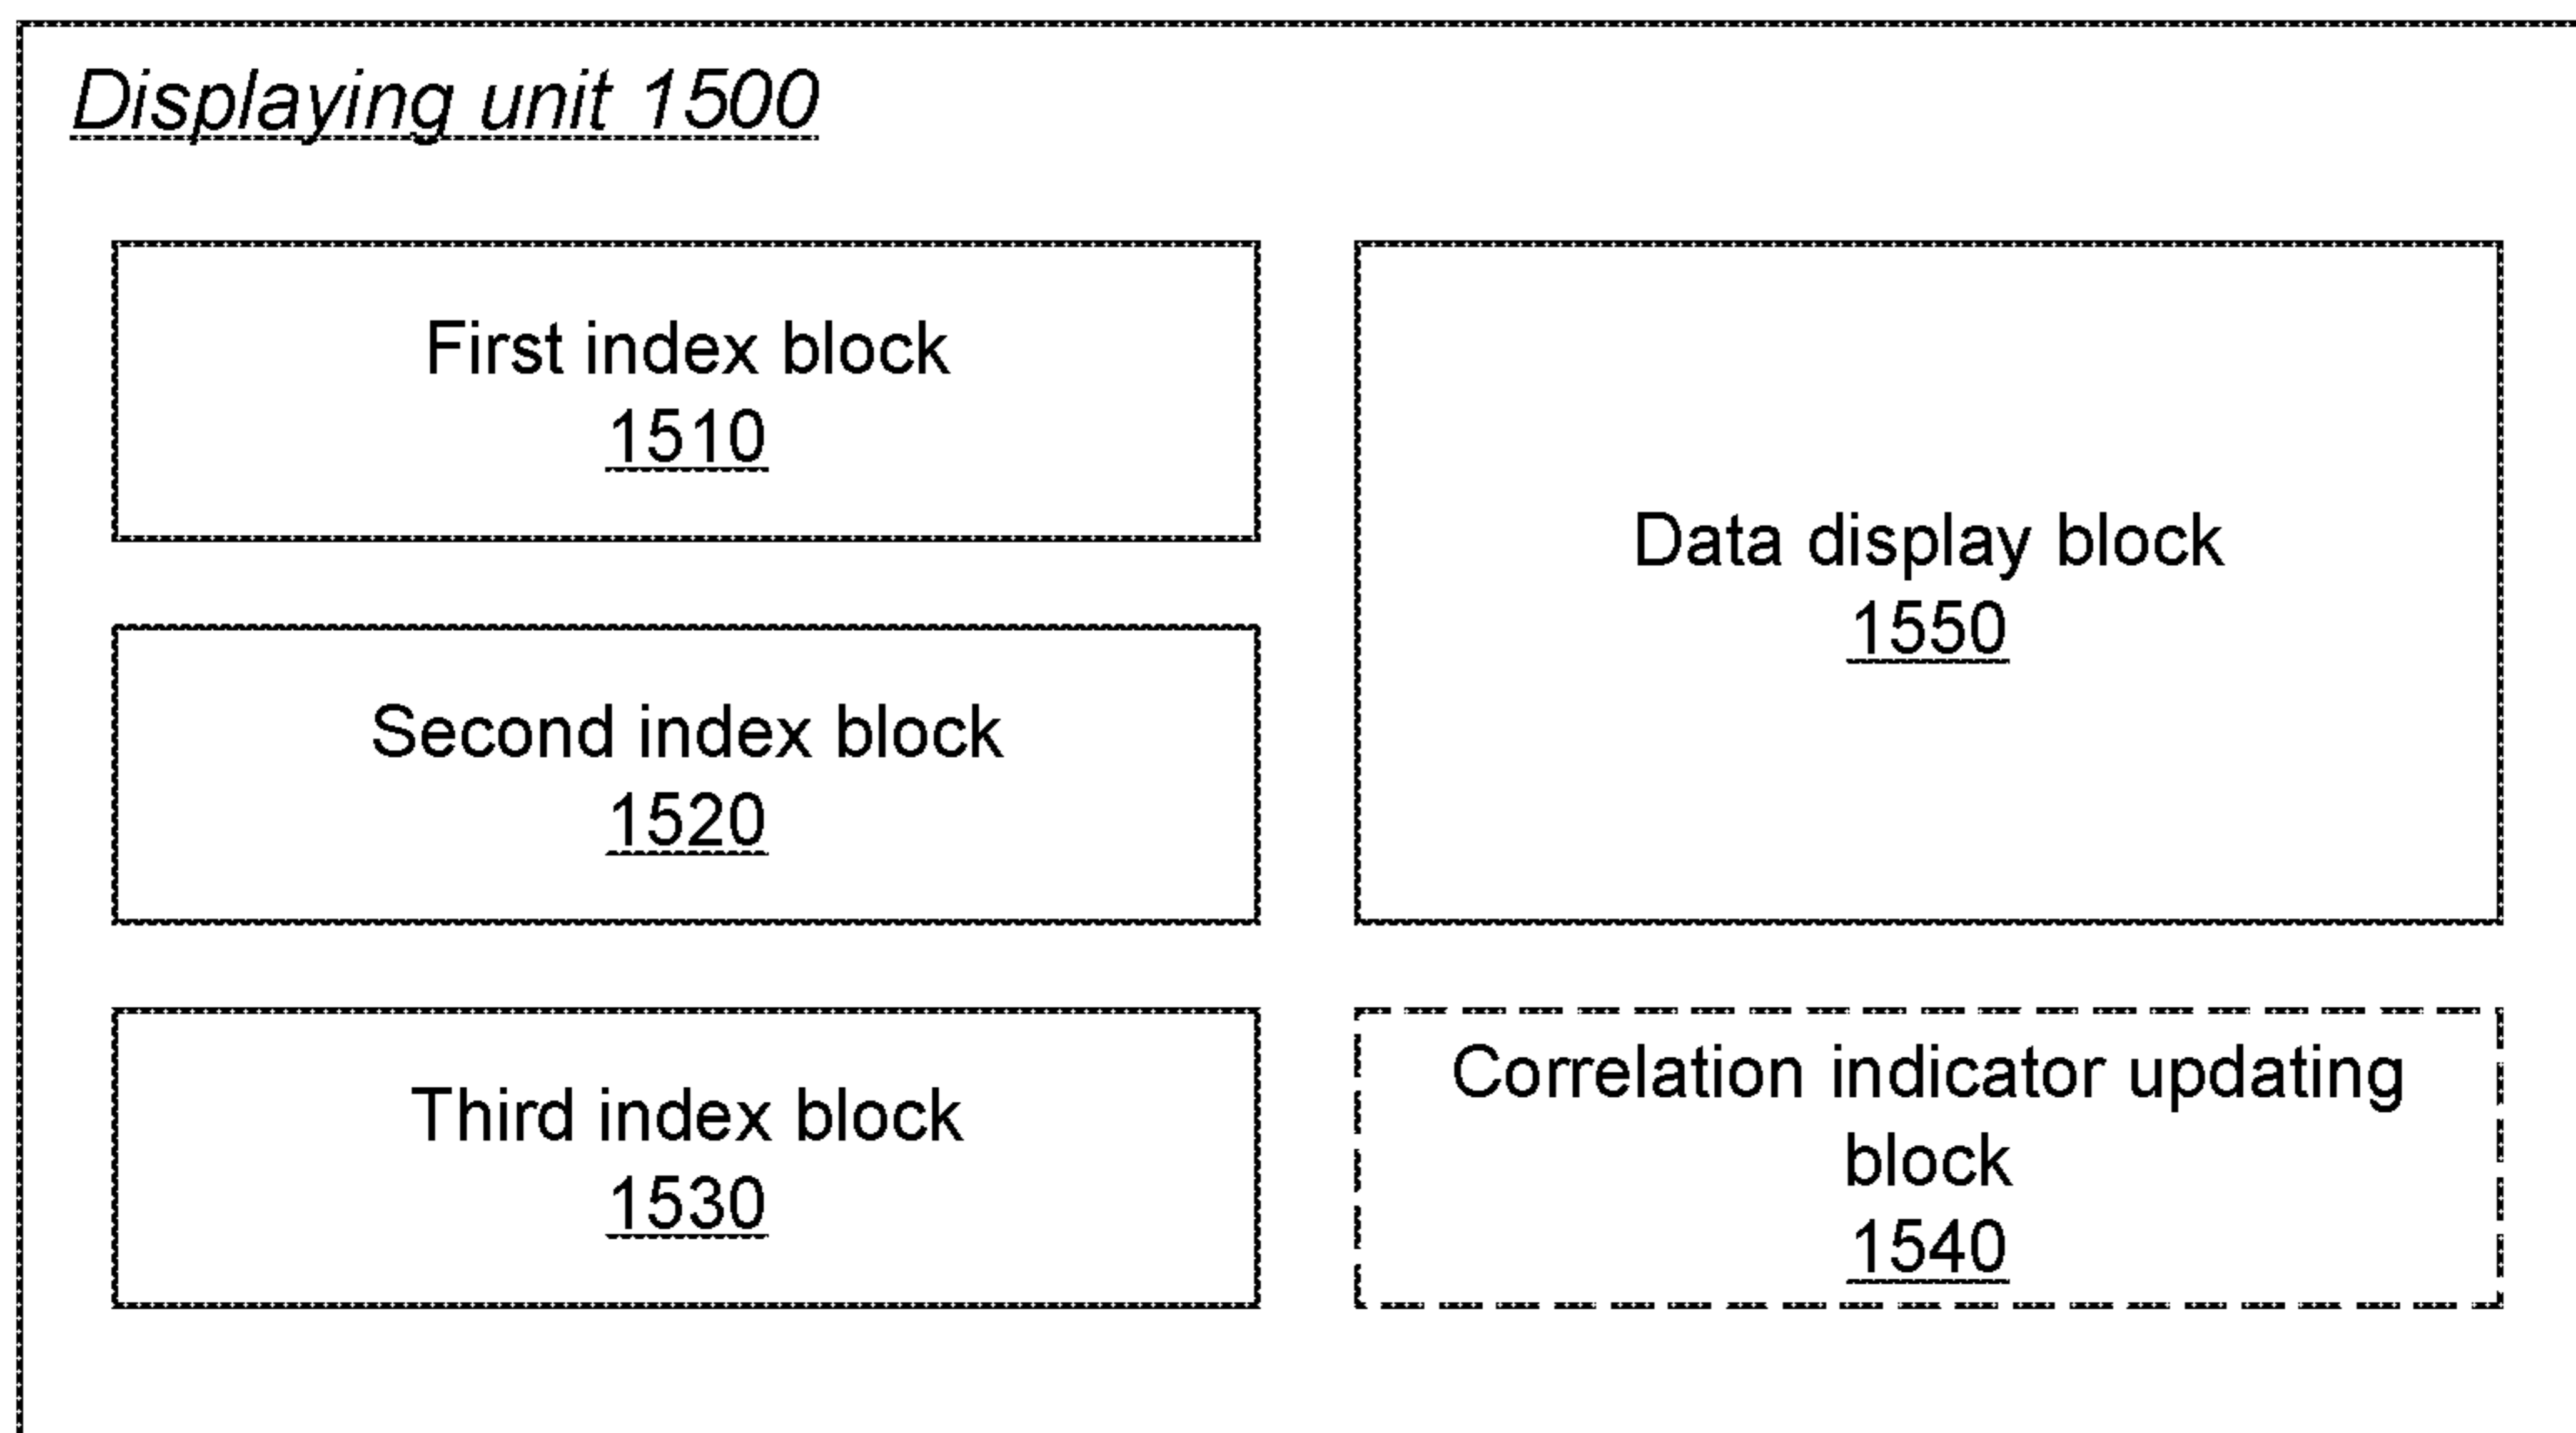 Displaying unit 1500
First index block
1510
Second index block
1520
Third index block
1530
Data display block
1550
Correlation indicator updating
block
1540